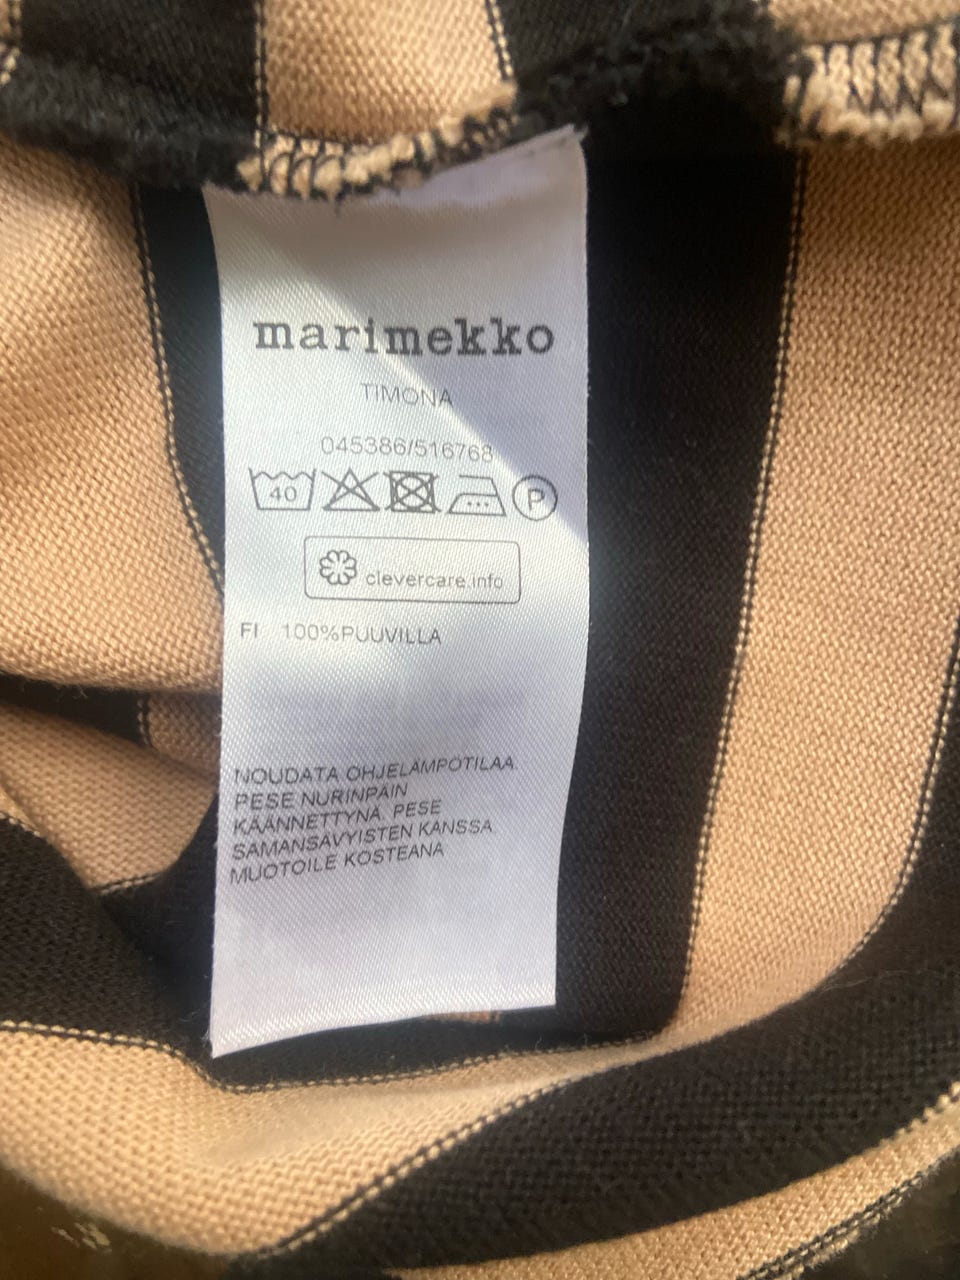 marimekko
TIMONA
045386/516768
40 P
clevercare.info
FI 100%PUUVILLA
NOUDATA OHJELÄMPÖTILAA.
PESE NURINPÄIN
KÄÄNNETTYNÄ. PESE
SAMANSÄVYISTEN KANSSA
MUOTOILE KOSTEANA